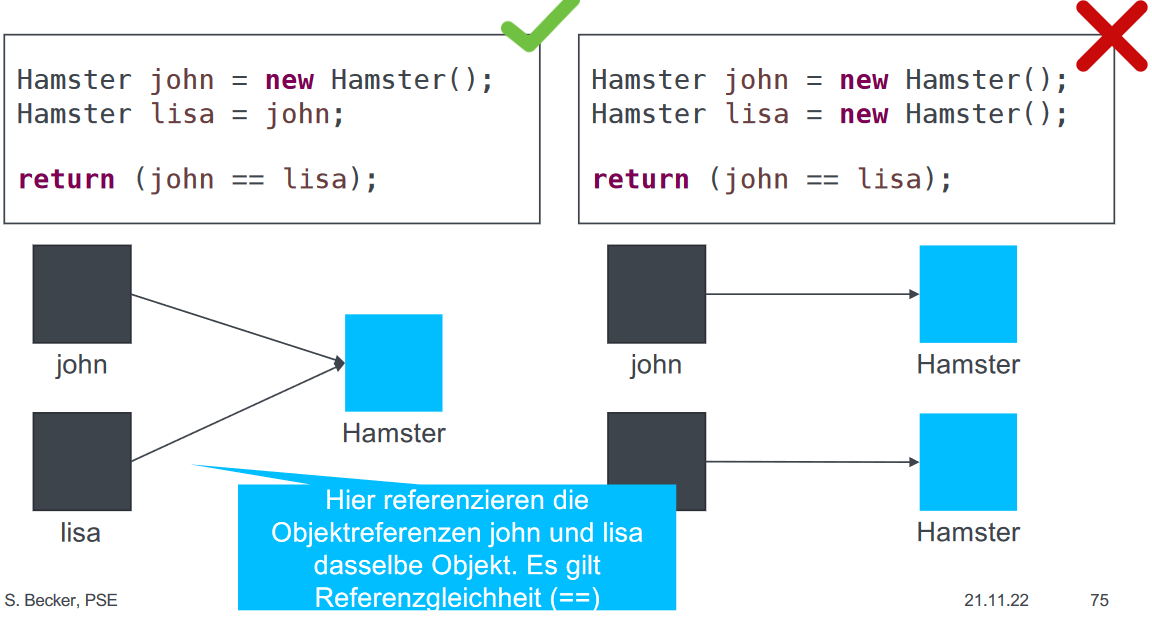 Hamster john = new Hamster();
Hamster lisa = john;
return (john == lisa);
Hamster john = new Hamster();
Hamster lisa = new Hamster();
return (john == lisa);
john
lisa
Hamster
john
Hamster
Hamster
Hier referenzieren die
Objektreferenzen john und lisa
dasselbe Objekt. Es gilt
Referenzgleichheit (==)
S. Becker, PSE
21.11.22
75